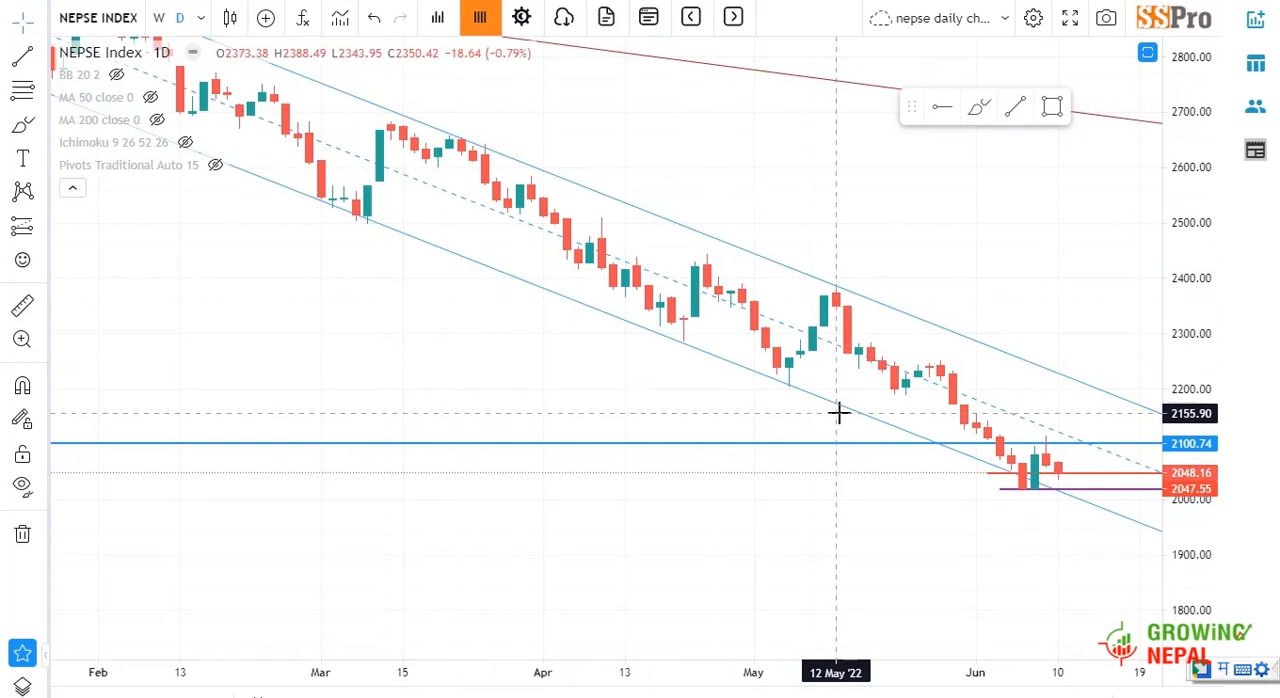 NEPSE INDEX W D nepse daily ch... SSPro
NEPSE Index 1D O2373.38 H2388.49 L2343.95 C2350.42 −18.64 (−0.79%)
BB 20 2
MA 50 close 0
MA 200 close 0
Ichimoku 9 26 52 26
Pivots Traditional Auto 15
2800.00
2700.00
2600.00
2500.00
2400.00
2300.00
2200.00
2155.90
2100.74
2048.16
2047.55
2000.00
1900.00
1800.00
GROWING
NEPAL
Feb 13 Mar 15 Apr 13 May 12 May '22 Jun 10 19
म